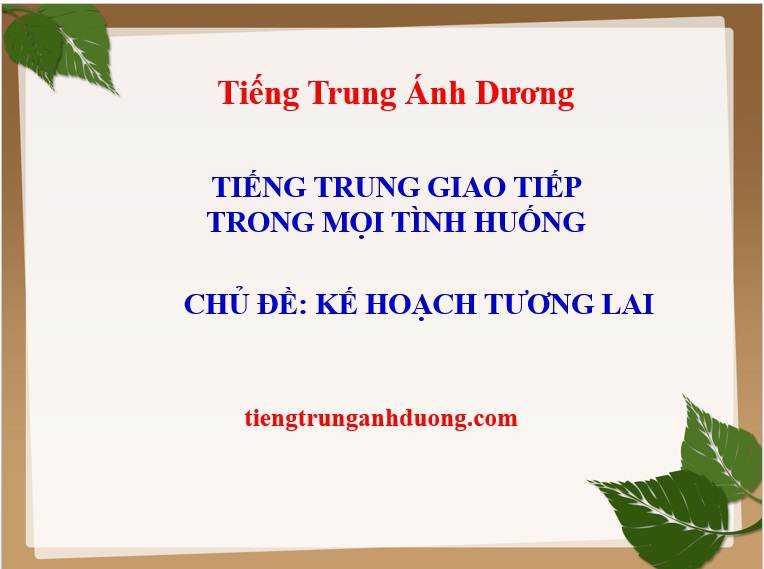 Tiếng Trung Ánh Dương
TIẾNG TRUNG GIAO TIẾP
TRONG MỌI TÌNH HUỐNG
CHỦ ĐỀ: KẾ HOẠCH TƯƠNG LAI
tiengtrunganhduong.com